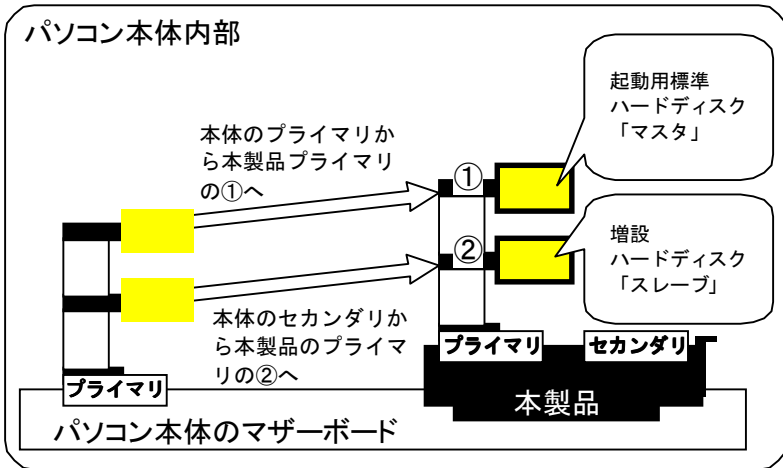 パソコン本体内部
起動用標準
ハードディスク
「マスタ」
本体のプライマリか
ら本製品プライマリ
の①へ
①
②
増設
ハードディスク
「スレーブ」
本体のセカンダリか
ら本製品のプライマ
リの②へ
プライマリ
セカンダリ
プライマリ
本製品
パソコン本体のマザーボード